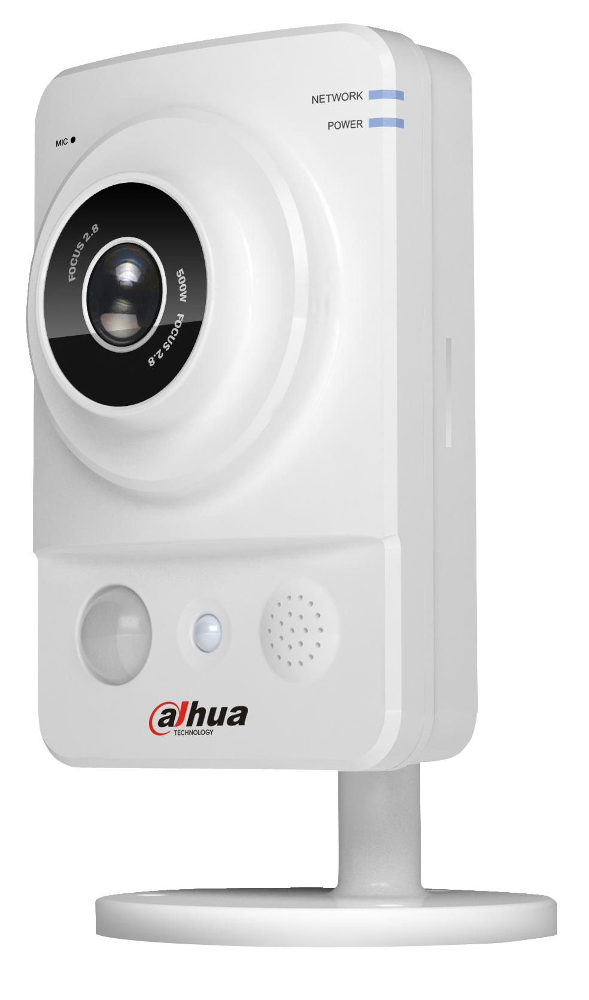 NETWORK
POWER
MIC
FOCUS 2.8
500W FOCUS 2.8
alhua
TECHNOLOGY